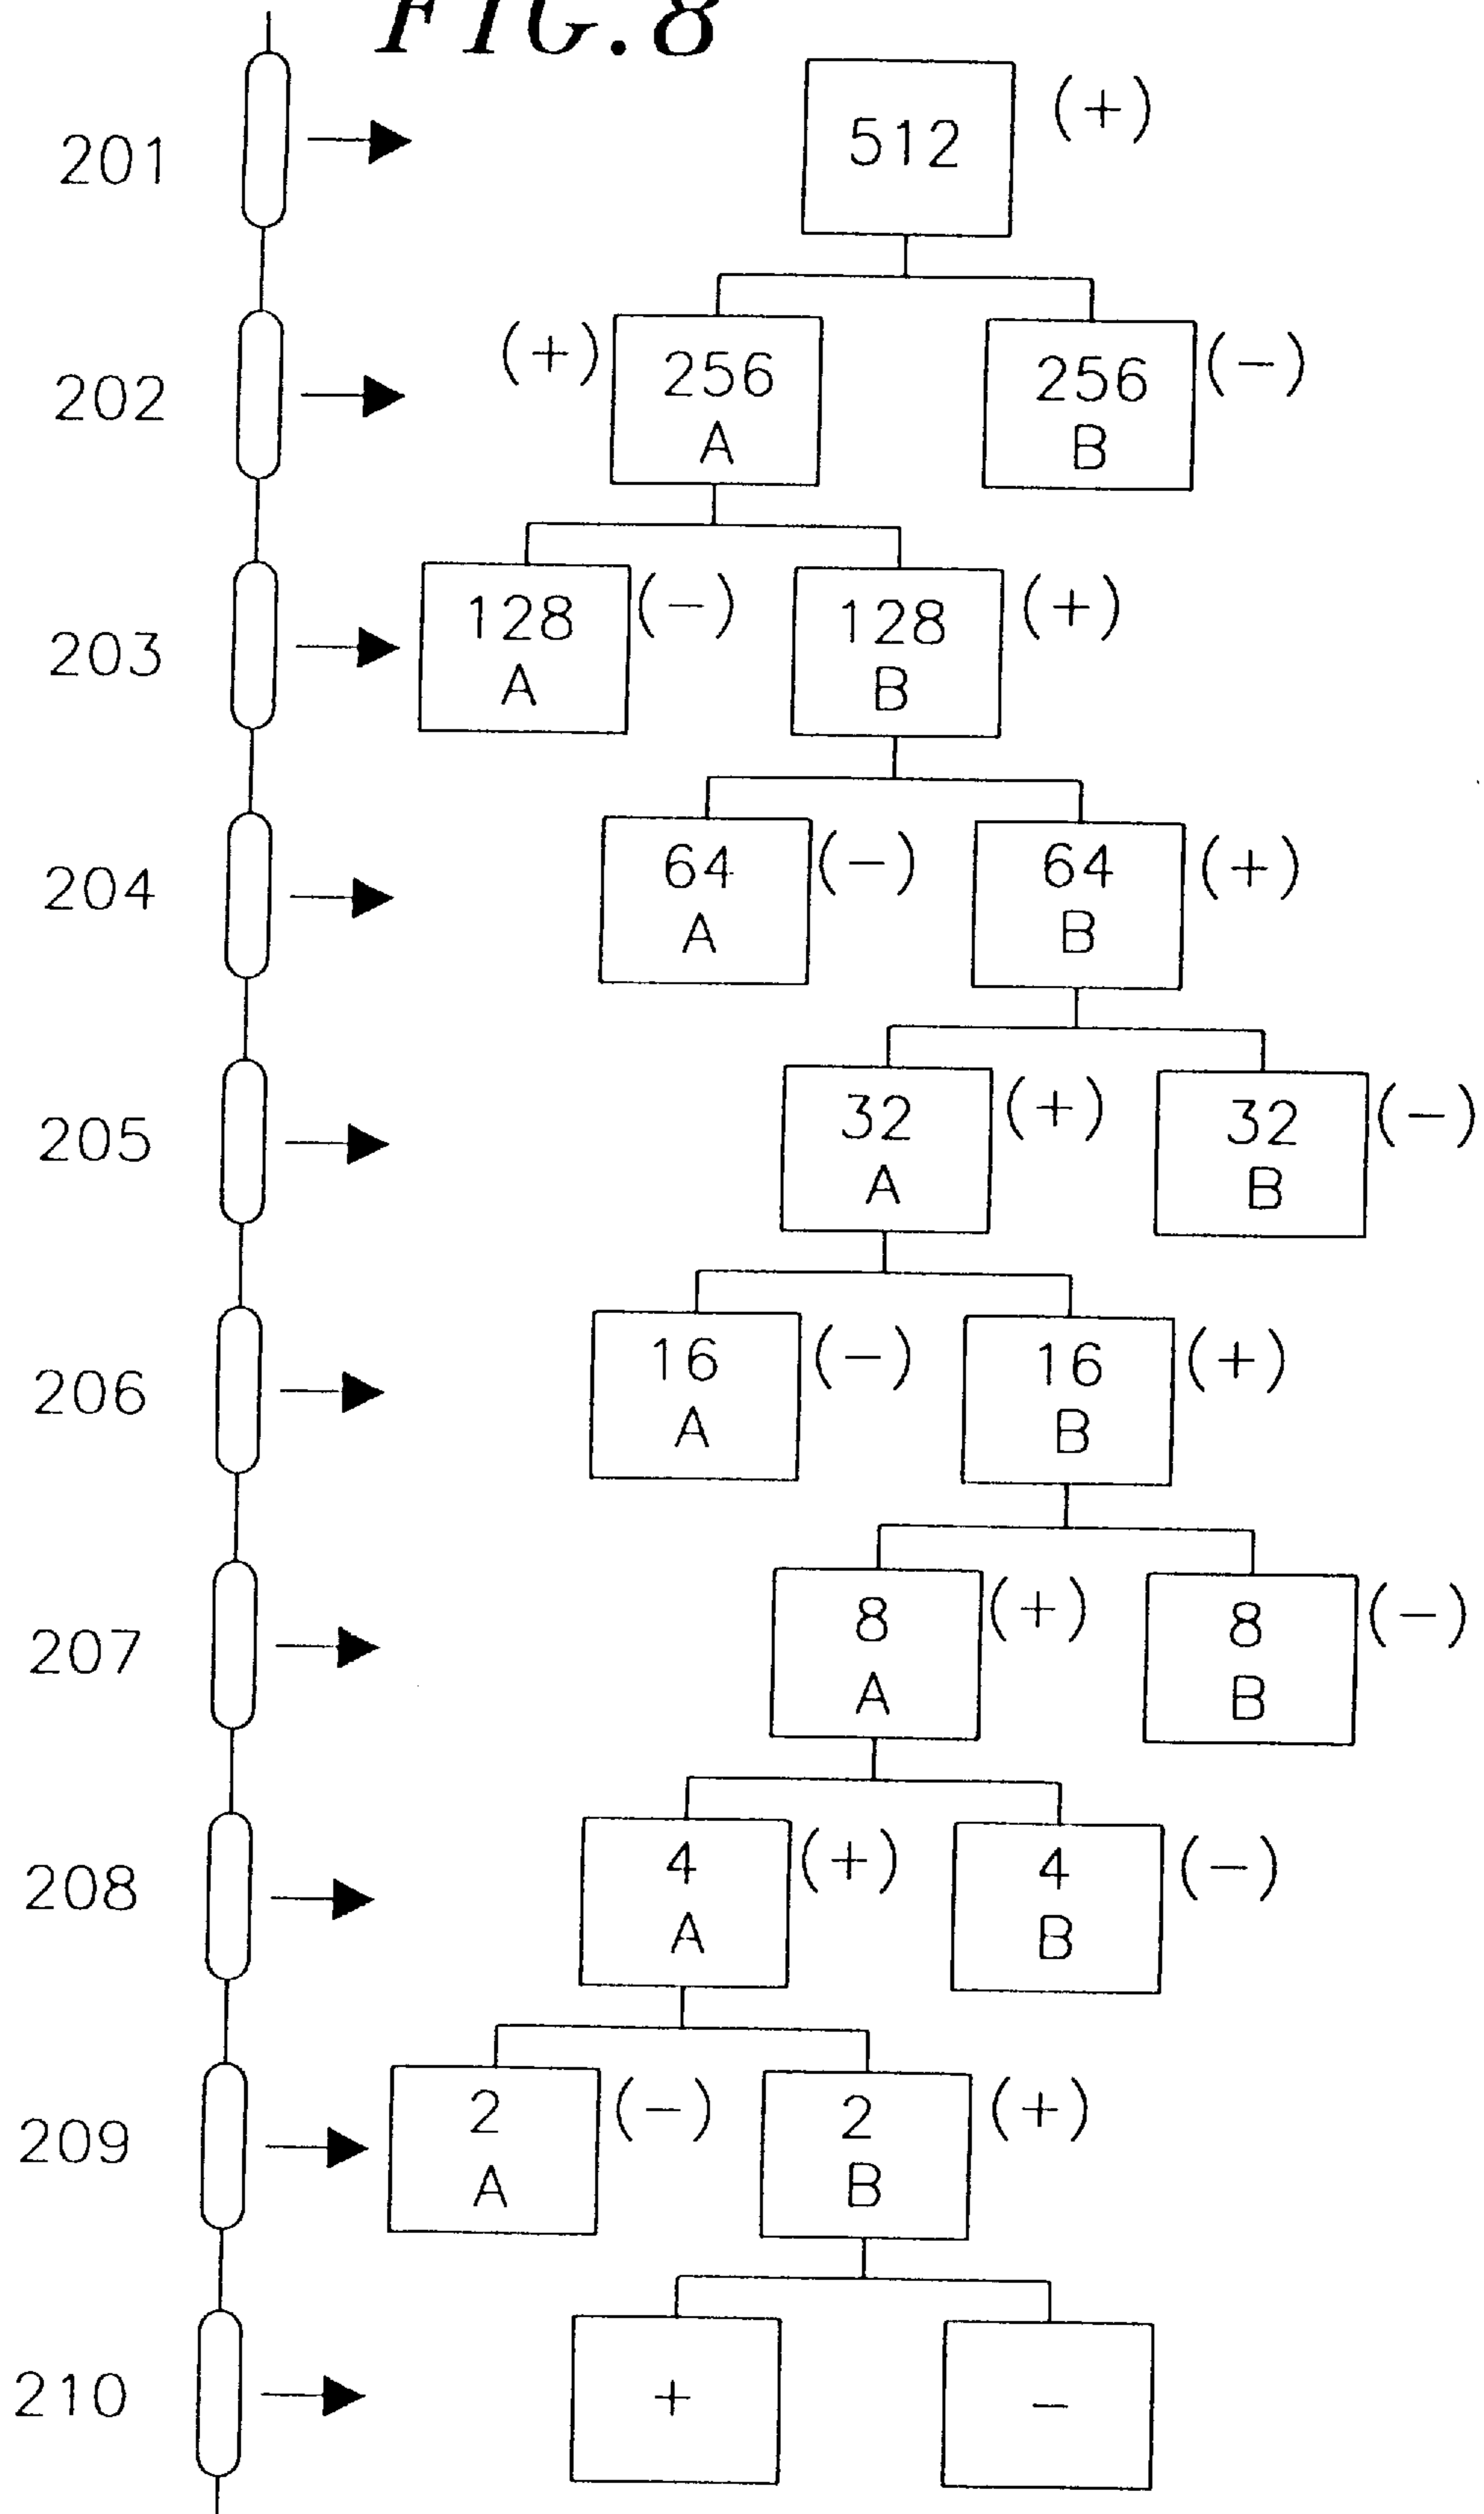 FIG.8
201 512 (+)
202 (+) 256 A 256 B (-)
203 128 A (-) 128 B (+)
204 64 A (-) 64 B (+)
205 32 A (+) 32 B (-)
206 16 A (-) 16 B (+)
207 8 A (+) 8 B (-)
208 4 A (+) 4 B (-)
209 2 A (-) 2 B (+)
210 + -